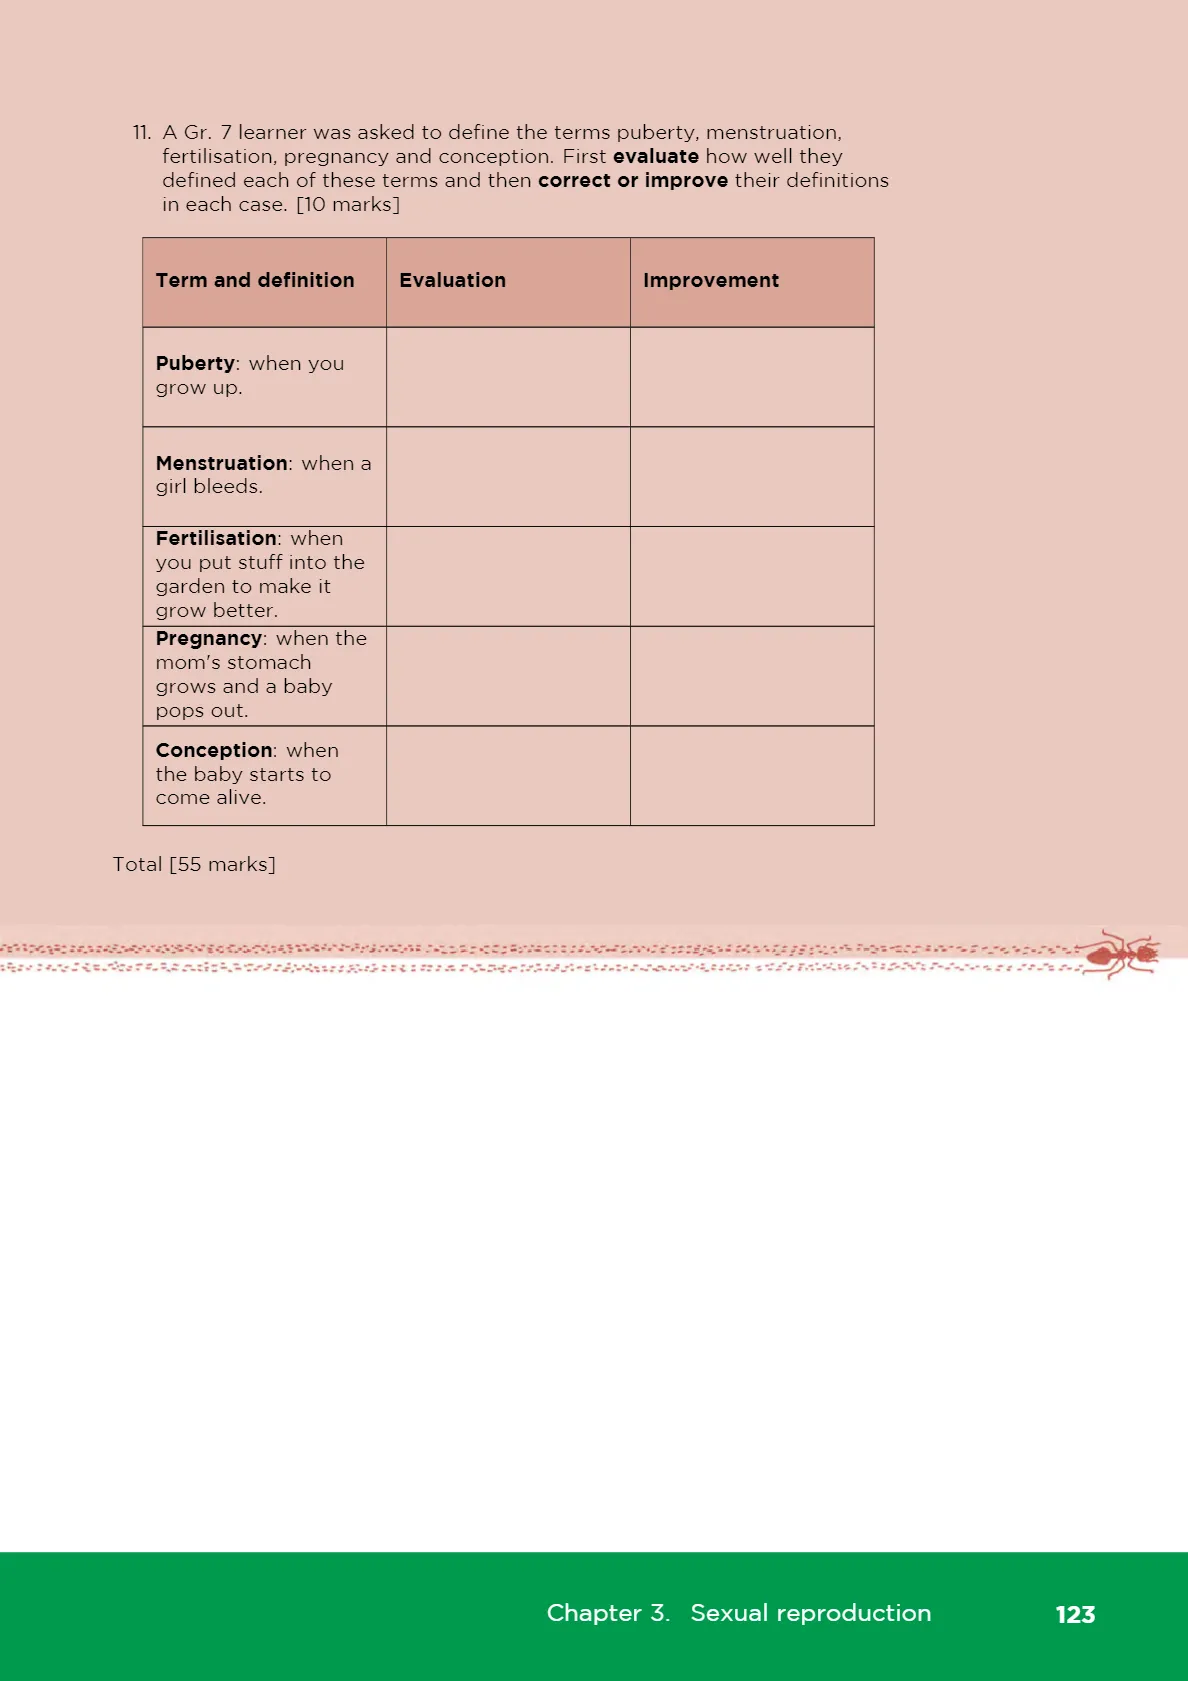 11. A Gr. 7 learner was asked to define the terms puberty, menstruation,
fertilisation, pregnancy and conception. First evaluate how well they
defined each of these terms and then correct or improve their definitions
in each case. [10 marks]
Term and definition Evaluation Improvement
Puberty: when you
grow up.
Menstruation: when a
girl bleeds.
Fertilisation: when
you put stuff into the
garden to make it
grow better.
Pregnancy: when the
mom's stomach
grows and a baby
pops out.
Conception: when
the baby starts to
come alive.
Total [55 marks]
Chapter 3. Sexual reproduction 123